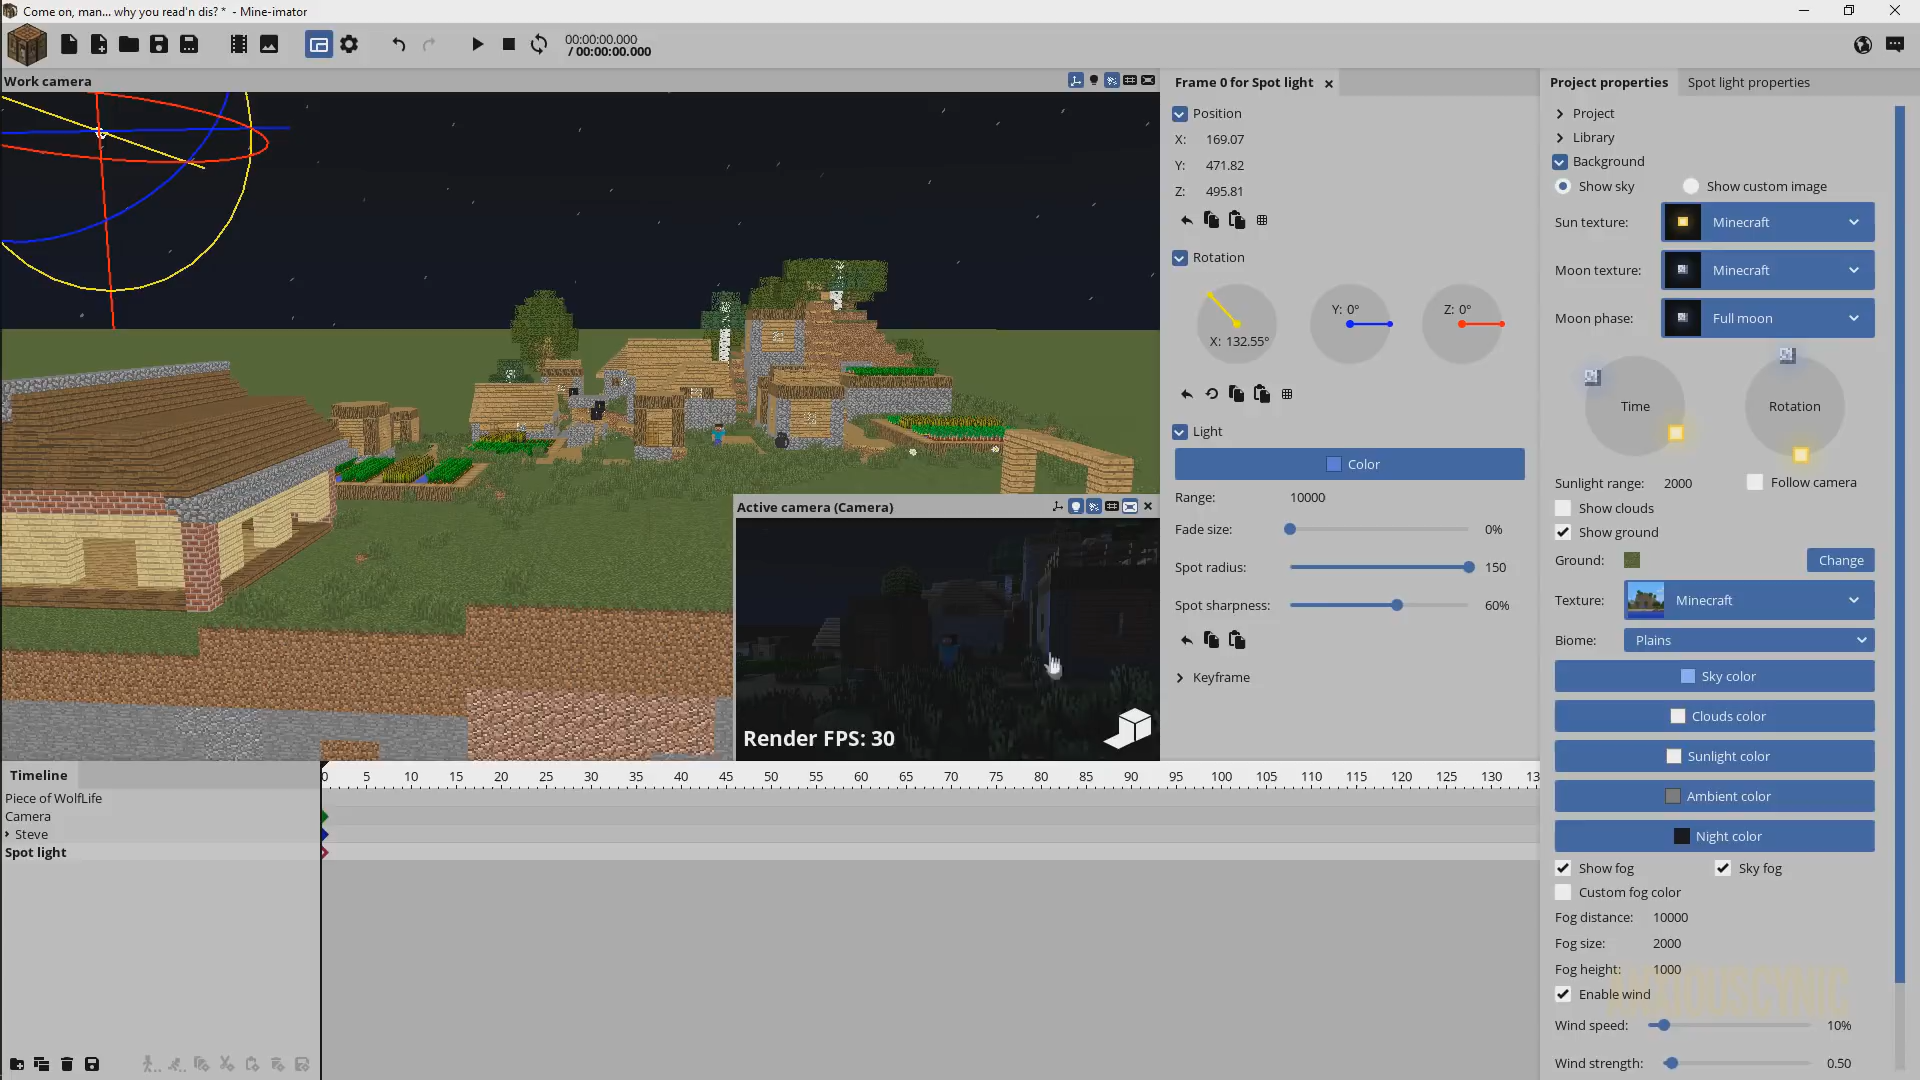 Come on, man... why you read'n dis? * - Mine-imator
00:00:00.000
/ 00:00:00.000
Work camera
Frame 0 for Spot light
Position
X: 169.07
Y: 471.82
Z: 495.81
Rotation
X: 132.55°
Y: 0°
Z: 0°
Light
Color
Range: 10000
Fade size: 0%
Spot radius: 150
Spot sharpness: 60%
Keyframe
Active camera (Camera)
Render FPS: 30
Project properties
Spot light properties
Project
Library
Background
Show sky
Show custom image
Sun texture: Minecraft
Moon texture: Minecraft
Moon phase: Full moon
Time
Rotation
Sunlight range: 2000
Follow camera
Show clouds
Show ground
Ground: Change
Texture: Minecraft
Biome: Plains
Sky color
Clouds color
Sunlight color
Ambient color
Night color
Show fog
Sky fog
Custom fog color
Fog distance: 10000
Fog size: 2000
Fog height: 1000
Enable wind
Wind speed: 10%
Wind strength: 0.50
Timeline
0 5 10 15 20 25 30 35 40 45 50 55 60 65 70 75 80 85 90 95 100 105 110 115 120 125 130
Piece of WolfLife
Camera
Steve
Spot light